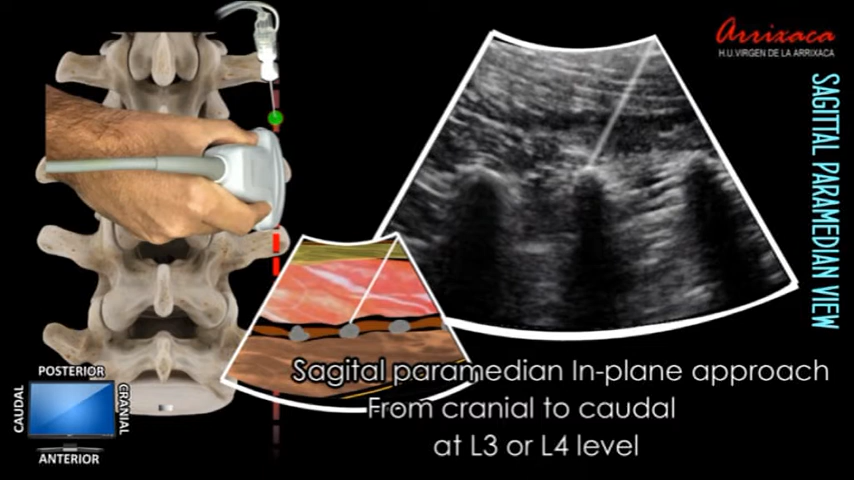 Arrixaca
H.U.VIRGEN DE LA ARRIXACA
SAGITTAL PARAMEDIAN VIEW
POSTERIOR
CAUDAL
CRANIAL
ANTERIOR
Sagital paramedian In-plane approach
From cranial to caudal
at L3 or L4 level